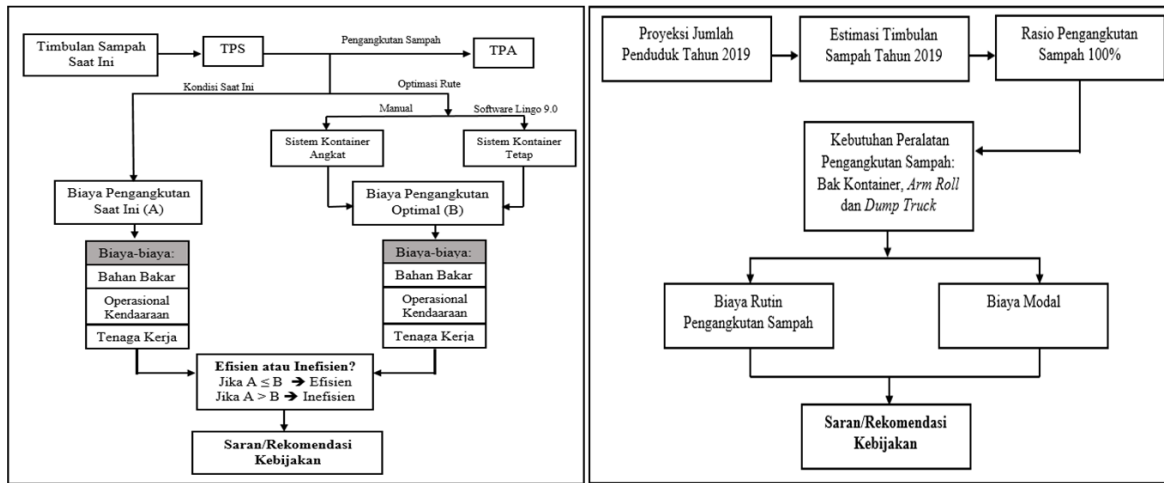 Timbulan Sampah
Saat Ini
TPS
Pengangkutan Sampah
TPA
Kondisi Saat Ini
Optimasi Rute
Manual
Software Lingo 9.0
Sistem Kontainer
Angkat
Sistem Kontainer
Tetap
Biaya Pengangkutan
Saat Ini (A)
Biaya Pengangkutan
Optimal (B)
Biaya-biaya:
Bahan Bakar
Operasional
Kendaaraan
Tenaga Kerja
Biaya-biaya:
Bahan Bakar
Operasional
Kendaaraan
Tenaga Kerja
Efisien atau Inefisien?
Jika A ≤ B ➔ Efisien
Jika A > B ➔ Inefisien
Saran/Rekomendasi
Kebijakan
Proyeksi Jumlah
Penduduk Tahun 2019
Estimasi Timbulan
Sampah Tahun 2019
Rasio Pengangkutan
Sampah 100%
Kebutuhan Peralatan
Pengangkutan Sampah:
Bak Kontainer, Arm Roll
dan Dump Truck
Biaya Rutin
Pengangkutan Sampah
Biaya Modal
Saran/Rekomendasi
Kebijakan